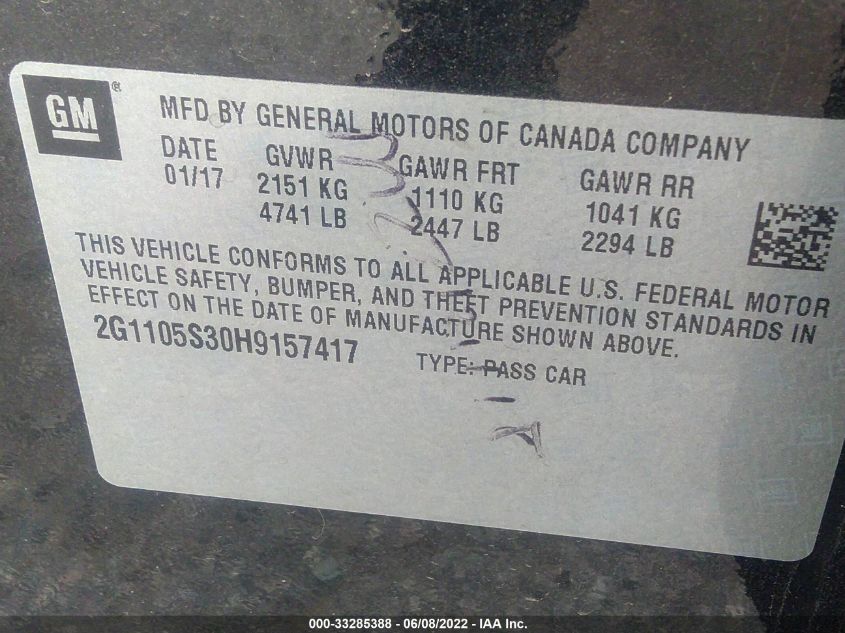 GM ®
MFD BY GENERAL MOTORS OF CANADA COMPANY
DATE GVWR GAWR FRT GAWR RR
01/17 2151 KG 1110 KG 1041 KG
4741 LB 2447 LB 2294 LB
THIS VEHICLE CONFORMS TO ALL APPLICABLE U.S. FEDERAL MOTOR
VEHICLE SAFETY, BUMPER, AND THEFT PREVENTION STANDARDS IN
EFFECT ON THE DATE OF MANUFACTURE SHOWN ABOVE.
2G1105S30H9157417 TYPE: PASS CAR
000-33285388 - 06/08/2022 - IAA Inc.